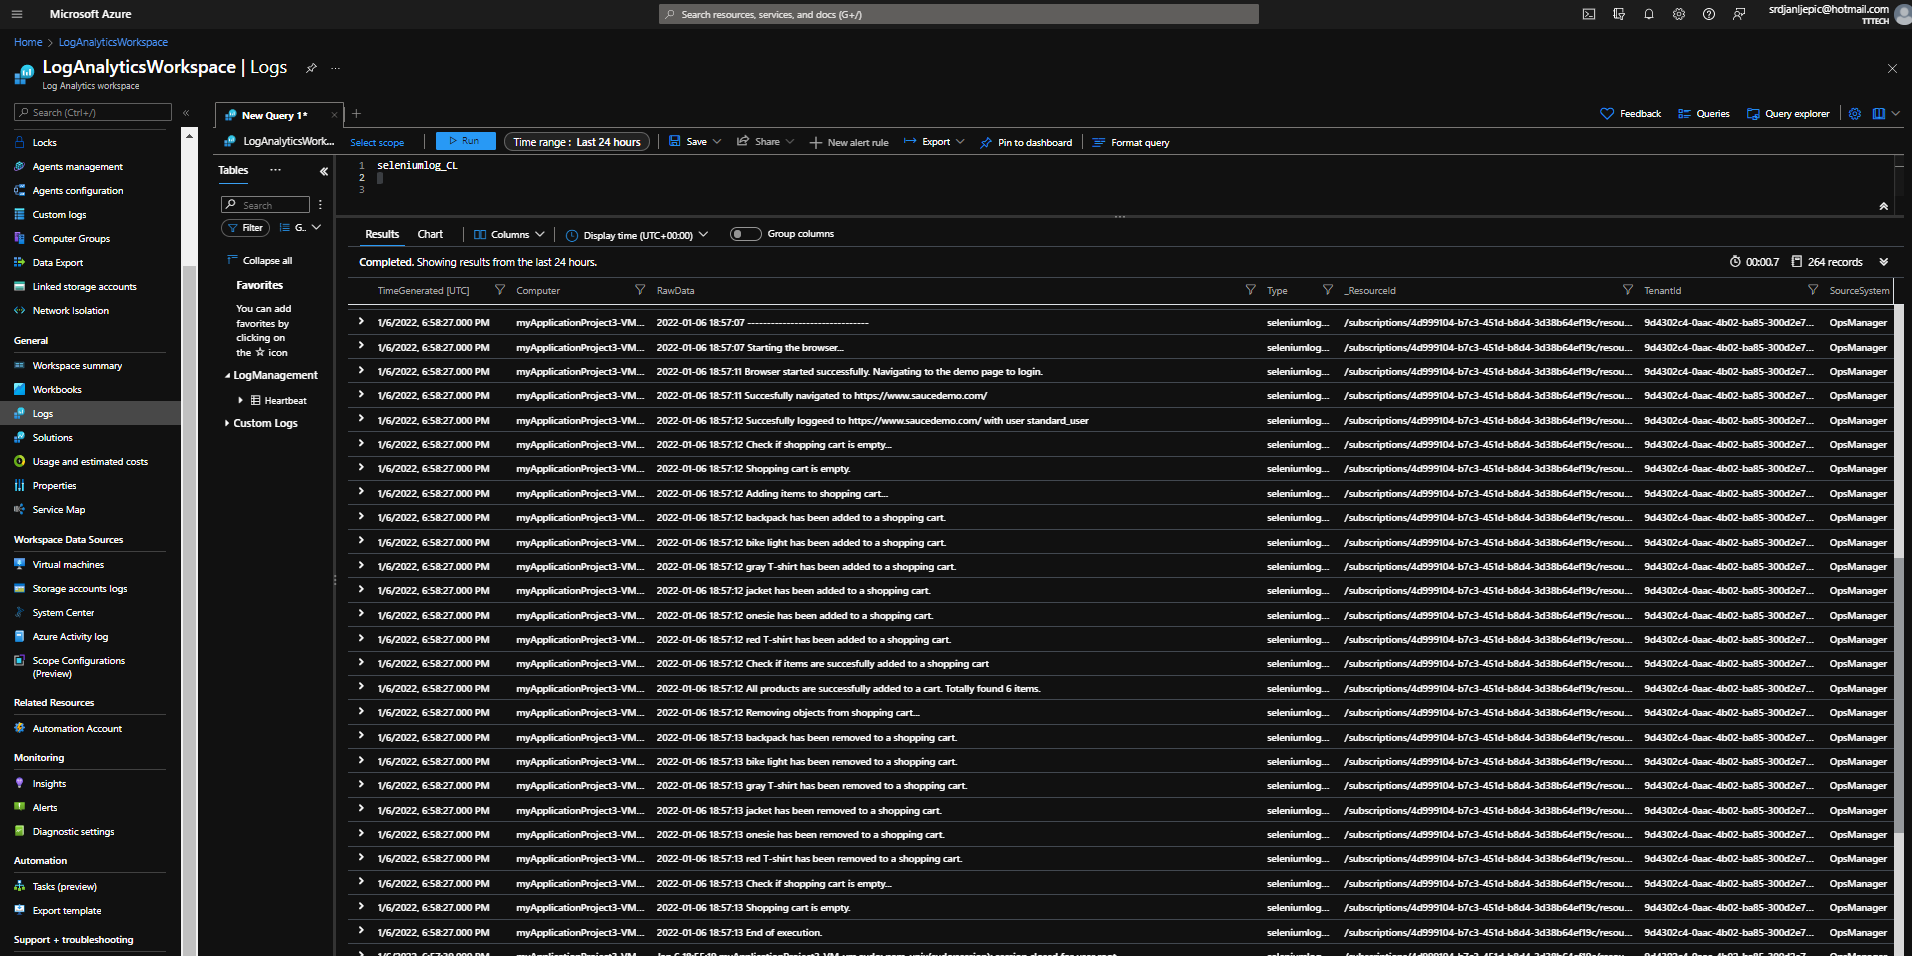 Microsoft Azure
Search resources, services, and docs (G+/)
srdjanljepic@hotmail.com
TTTECH
Home > LogAnalyticsWorkspace
LogAnalyticsWorkspace | Logs
Log Analytics workspace
Search (Ctrl+/)
Locks
Agents management
Agents configuration
Custom logs
Computer Groups
Data Export
Linked storage accounts
Network Isolation
General
Workspace summary
Workbooks
Logs
Solutions
Usage and estimated costs
Properties
Service Map
Workspace Data Sources
Virtual machines
Storage accounts logs
System Center
Azure Activity log
Scope Configurations
(Preview)
Related Resources
Automation Account
Monitoring
Insights
Alerts
Diagnostic settings
Automation
Tasks (preview)
Export template
Support + troubleshooting
New Query 1*
Feedback Queries Query explorer
LogAnalyticsWork... Select scope Run Time range : Last 24 hours Save Share New alert rule Export Pin to dashboard Format query
Tables ...
Search
Filter G..
Collapse all
Favorites
You can add
favorites by
clicking on
the ☆ icon
LogManagement
Heartbeat
Custom Logs
1 seleniumlog_CL
2
3
Results Chart Columns Display time (UTC+00:00) Group columns
Completed. Showing results from the last 24 hours. 00:00.7 264 records
TimeGenerated [UTC] Computer RawData Type _ResourceId TenantId SourceSystem
1/6/2022, 6:58:27.000 PM myApplicationProject3-VM... 2022-01-06 18:57:07 ------------------------------- seleniumlog... /subscriptions/4d999104-b7c3-451d-b8d4-3d38b64ef19c/resou... 9d4302c4-0aac-4b02-ba85-300d2e7... OpsManager
1/6/2022, 6:58:27.000 PM myApplicationProject3-VM... 2022-01-06 18:57:07 Starting the browser... seleniumlog... /subscriptions/4d999104-b7c3-451d-b8d4-3d38b64ef19c/resou... 9d4302c4-0aac-4b02-ba85-300d2e7... OpsManager
1/6/2022, 6:58:27.000 PM myApplicationProject3-VM... 2022-01-06 18:57:11 Browser started successfully. Navigating to the demo page to login. seleniumlog... /subscriptions/4d999104-b7c3-451d-b8d4-3d38b64ef19c/resou... 9d4302c4-0aac-4b02-ba85-300d2e7... OpsManager
1/6/2022, 6:58:27.000 PM myApplicationProject3-VM... 2022-01-06 18:57:11 Succesfully navigated to https://www.saucedemo.com/ seleniumlog... /subscriptions/4d999104-b7c3-451d-b8d4-3d38b64ef19c/resou... 9d4302c4-0aac-4b02-ba85-300d2e7... OpsManager
1/6/2022, 6:58:27.000 PM myApplicationProject3-VM... 2022-01-06 18:57:12 Succesfully loggeed to https://www.saucedemo.com/ with user standard_user seleniumlog... /subscriptions/4d999104-b7c3-451d-b8d4-3d38b64ef19c/resou... 9d4302c4-0aac-4b02-ba85-300d2e7... OpsManager
1/6/2022, 6:58:27.000 PM myApplicationProject3-VM... 2022-01-06 18:57:12 Check if shopping cart is empty... seleniumlog... /subscriptions/4d999104-b7c3-451d-b8d4-3d38b64ef19c/resou... 9d4302c4-0aac-4b02-ba85-300d2e7... OpsManager
1/6/2022, 6:58:27.000 PM myApplicationProject3-VM... 2022-01-06 18:57:12 Shopping cart is empty. seleniumlog... /subscriptions/4d999104-b7c3-451d-b8d4-3d38b64ef19c/resou... 9d4302c4-0aac-4b02-ba85-300d2e7... OpsManager
1/6/2022, 6:58:27.000 PM myApplicationProject3-VM... 2022-01-06 18:57:12 Adding items to shopping cart... seleniumlog... /subscriptions/4d999104-b7c3-451d-b8d4-3d38b64ef19c/resou... 9d4302c4-0aac-4b02-ba85-300d2e7... OpsManager
1/6/2022, 6:58:27.000 PM myApplicationProject3-VM... 2022-01-06 18:57:12 backpack has been added to a shopping cart. seleniumlog... /subscriptions/4d999104-b7c3-451d-b8d4-3d38b64ef19c/resou... 9d4302c4-0aac-4b02-ba85-300d2e7... OpsManager
1/6/2022, 6:58:27.000 PM myApplicationProject3-VM... 2022-01-06 18:57:12 bike light has been added to a shopping cart. seleniumlog... /subscriptions/4d999104-b7c3-451d-b8d4-3d38b64ef19c/resou... 9d4302c4-0aac-4b02-ba85-300d2e7... OpsManager
1/6/2022, 6:58:27.000 PM myApplicationProject3-VM... 2022-01-06 18:57:12 gray T-shirt has been added to a shopping cart. seleniumlog... /subscriptions/4d999104-b7c3-451d-b8d4-3d38b64ef19c/resou... 9d4302c4-0aac-4b02-ba85-300d2e7... OpsManager
1/6/2022, 6:58:27.000 PM myApplicationProject3-VM... 2022-01-06 18:57:12 jacket has been added to a shopping cart. seleniumlog... /subscriptions/4d999104-b7c3-451d-b8d4-3d38b64ef19c/resou... 9d4302c4-0aac-4b02-ba85-300d2e7... OpsManager
1/6/2022, 6:58:27.000 PM myApplicationProject3-VM... 2022-01-06 18:57:12 onesie has been added to a shopping cart. seleniumlog... /subscriptions/4d999104-b7c3-451d-b8d4-3d38b64ef19c/resou... 9d4302c4-0aac-4b02-ba85-300d2e7... OpsManager
1/6/2022, 6:58:27.000 PM myApplicationProject3-VM... 2022-01-06 18:57:12 red T-shirt has been added to a shopping cart. seleniumlog... /subscriptions/4d999104-b7c3-451d-b8d4-3d38b64ef19c/resou... 9d4302c4-0aac-4b02-ba85-300d2e7... OpsManager
1/6/2022, 6:58:27.000 PM myApplicationProject3-VM... 2022-01-06 18:57:12 Check if items are succesfully added to a shopping cart seleniumlog... /subscriptions/4d999104-b7c3-451d-b8d4-3d38b64ef19c/resou... 9d4302c4-0aac-4b02-ba85-300d2e7... OpsManager
1/6/2022, 6:58:27.000 PM myApplicationProject3-VM... 2022-01-06 18:57:12 All products are successfully added to a cart. Totally found 6 items. seleniumlog... /subscriptions/4d999104-b7c3-451d-b8d4-3d38b64ef19c/resou... 9d4302c4-0aac-4b02-ba85-300d2e7... OpsManager
1/6/2022, 6:58:27.000 PM myApplicationProject3-VM... 2022-01-06 18:57:12 Removing objects from shopping cart... seleniumlog... /subscriptions/4d999104-b7c3-451d-b8d4-3d38b64ef19c/resou... 9d4302c4-0aac-4b02-ba85-300d2e7... OpsManager
1/6/2022, 6:58:27.000 PM myApplicationProject3-VM... 2022-01-06 18:57:13 backpack has been removed to a shopping cart. seleniumlog... /subscriptions/4d999104-b7c3-451d-b8d4-3d38b64ef19c/resou... 9d4302c4-0aac-4b02-ba85-300d2e7... OpsManager
1/6/2022, 6:58:27.000 PM myApplicationProject3-VM... 2022-01-06 18:57:13 bike light has been removed to a shopping cart. seleniumlog... /subscriptions/4d999104-b7c3-451d-b8d4-3d38b64ef19c/resou... 9d4302c4-0aac-4b02-ba85-300d2e7... OpsManager
1/6/2022, 6:58:27.000 PM myApplicationProject3-VM... 2022-01-06 18:57:13 gray T-shirt has been removed to a shopping cart. seleniumlog... /subscriptions/4d999104-b7c3-451d-b8d4-3d38b64ef19c/resou... 9d4302c4-0aac-4b02-ba85-300d2e7... OpsManager
1/6/2022, 6:58:27.000 PM myApplicationProject3-VM... 2022-01-06 18:57:13 jacket has been removed to a shopping cart. seleniumlog... /subscriptions/4d999104-b7c3-451d-b8d4-3d38b64ef19c/resou... 9d4302c4-0aac-4b02-ba85-300d2e7... OpsManager
1/6/2022, 6:58:27.000 PM myApplicationProject3-VM... 2022-01-06 18:57:13 onesie has been removed to a shopping cart. seleniumlog... /subscriptions/4d999104-b7c3-451d-b8d4-3d38b64ef19c/resou... 9d4302c4-0aac-4b02-ba85-300d2e7... OpsManager
1/6/2022, 6:58:27.000 PM myApplicationProject3-VM... 2022-01-06 18:57:13 red T-shirt has been removed to a shopping cart. seleniumlog... /subscriptions/4d999104-b7c3-451d-b8d4-3d38b64ef19c/resou... 9d4302c4-0aac-4b02-ba85-300d2e7... OpsManager
1/6/2022, 6:58:27.000 PM myApplicationProject3-VM... 2022-01-06 18:57:13 Check if shopping cart is empty... seleniumlog... /subscriptions/4d999104-b7c3-451d-b8d4-3d38b64ef19c/resou... 9d4302c4-0aac-4b02-ba85-300d2e7... OpsManager
1/6/2022, 6:58:27.000 PM myApplicationProject3-VM... 2022-01-06 18:57:13 Shopping cart is empty. seleniumlog... /subscriptions/4d999104-b7c3-451d-b8d4-3d38b64ef19c/resou... 9d4302c4-0aac-4b02-ba85-300d2e7... OpsManager
1/6/2022, 6:58:27.000 PM myApplicationProject3-VM... 2022-01-06 18:57:13 End of execution. seleniumlog... /subscriptions/4d999104-b7c3-451d-b8d4-3d38b64ef19c/resou... 9d4302c4-0aac-4b02-ba85-300d2e7... OpsManager